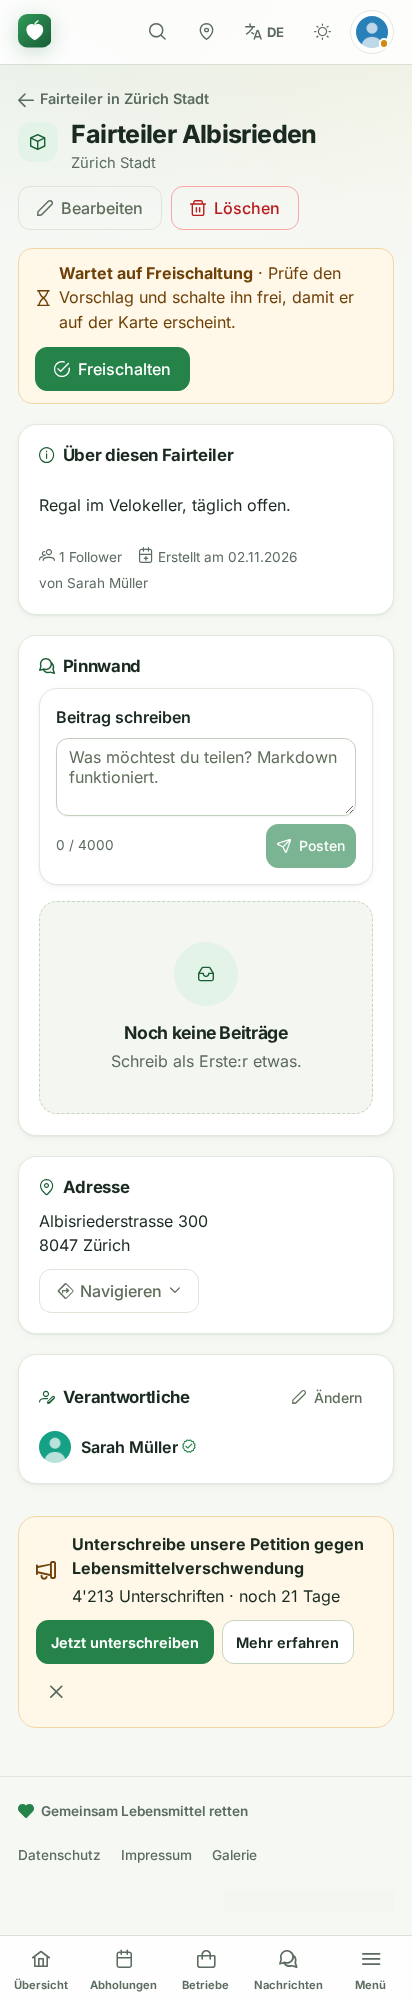 DE
Fairteiler in Zürich Stadt
Fairteiler Albisrieden
Zürich Stadt
Bearbeiten
Löschen
Wartet auf Freischaltung · Prüfe den
Vorschlag und schalte ihn frei, damit er
auf der Karte erscheint.
Freischalten
Über diesen Fairteiler
Regal im Velokeller, täglich offen.
1 Follower Erstellt am 02.11.2026
von Sarah Müller
Pinnwand
Beitrag schreiben
Was möchtest du teilen? Markdown
funktioniert.
0 / 4000
Posten
Noch keine Beiträge
Schreib als Erste:r etwas.
Adresse
Albisriederstrasse 300
8047 Zürich
Navigieren
Verantwortliche
Ändern
Sarah Müller
Unterschreibe unsere Petition gegen
Lebensmittelverschwendung
4'213 Unterschriften · noch 21 Tage
Jetzt unterschreiben
Mehr erfahren
Gemeinsam Lebensmittel retten
Datenschutz Impressum Galerie
Übersicht Abholungen Betriebe Nachrichten Menü